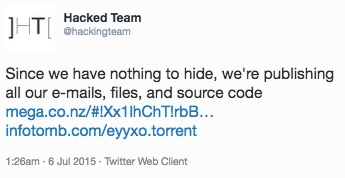 ]HT[
Hacked Team
@hackingteam
Since we have nothing to hide, we're publishing
all our e-mails, files, and source code
mega.co.nz/#!Xx1lhChT!rbB…
infotomb.com/eyyxo.torrent
1:26am · 6 Jul 2015 · Twitter Web Client